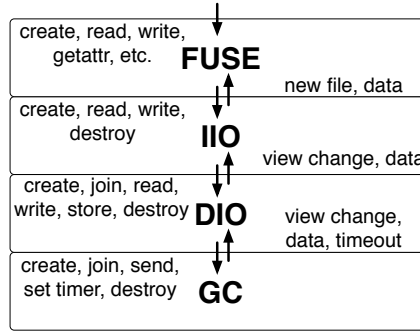 create, read, write,
getattr, etc.
FUSE
new file, data
create, read, write,
destroy
IIO
view change, data
create, join, read,
write, store, destroy
DIO
view change,
data, timeout
create, join, send,
set timer, destroy
GC